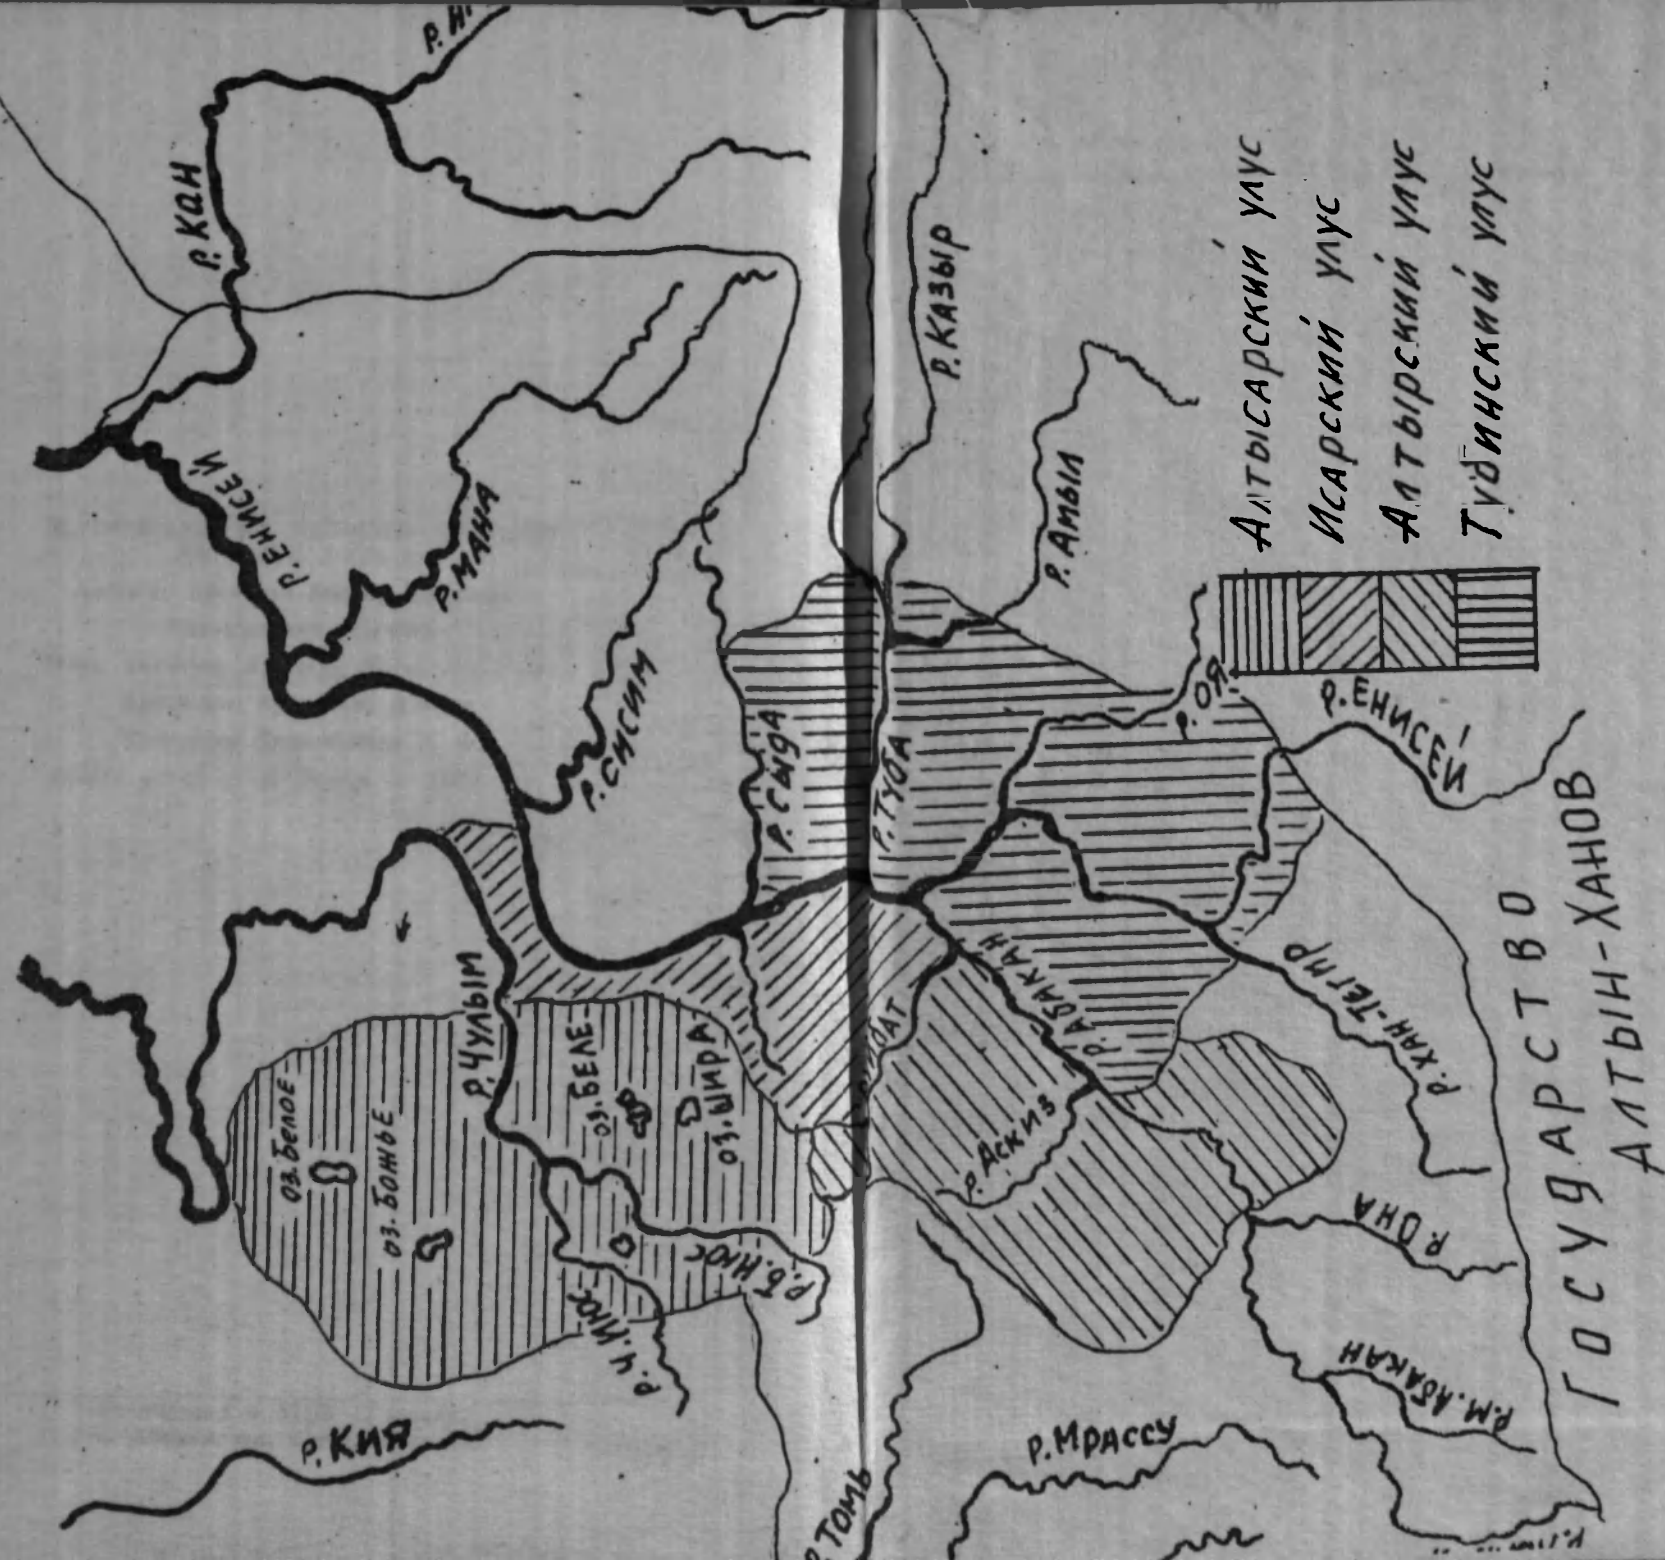 Р. КАН
Р. ЕНИСЕЙ
Р. МАНА
Р. СИСИМ
Р. КАЗЫР
Р. АМЫЛ
Р. СЫДА
Р. ТУБА
Р. ОЯ
Р. ЕНИСЕЙ
Р. ЧУЛЫМ
ОЗ. БЕЛОЕ
ОЗ. БОЖЬЕ
ОЗ. БЕЛЕ
ОЗ. ШИРА
Р. Б. ИЮС
Р. Ч. ИЮС
Р. КИЯ
Р. АБАКАН
Р. АСКИЗ
Р. ХАН-ТЕГИР
Р. ОНА
Р. М. АБАКАН
Р. МРАССУ
Р. ТОМЬ
АЛТЫСАРСКИЙ УЛУС
ИСАРСКИЙ УЛУС
АЛТЫРСКИЙ УЛУС
ТУБИНСКИЙ УЛУС
ГОСУДАРСТВО
АЛТЫН-ХАНОВ